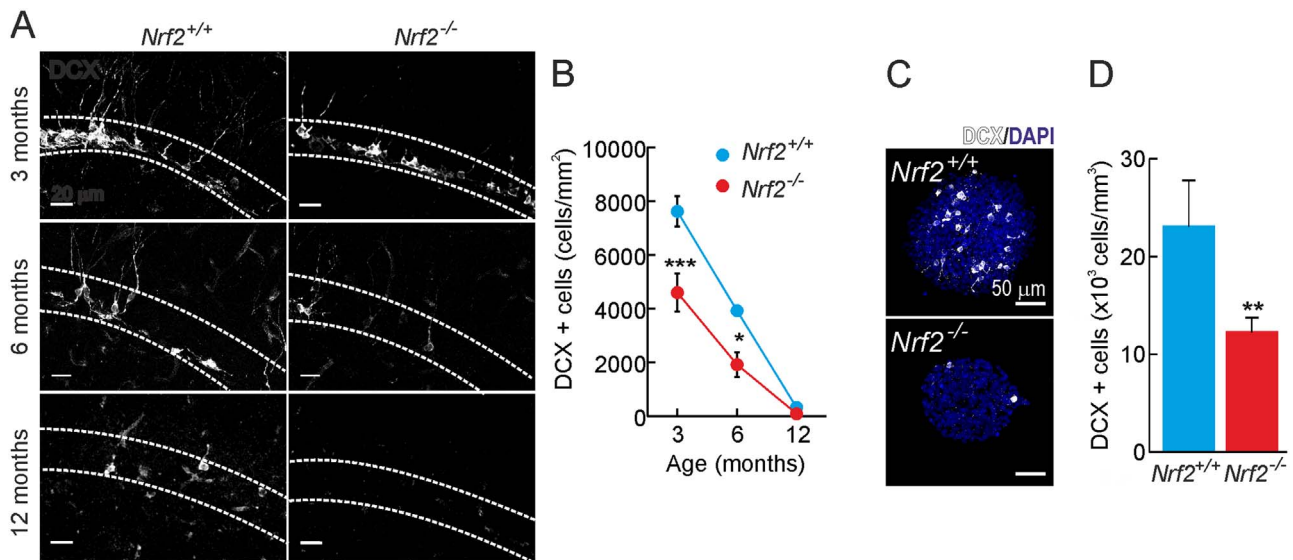 A
Nrf2+/+
Nrf2-/-
3 months
DCX
20 μm
6 months
12 months
B
DCX + cells (cells/mm²)
10000
8000
6000
4000
2000
0
Nrf2+/+
Nrf2-/-
***
*
3 6 12
Age (months)
C
DCX/DAPI
Nrf2+/+
50 μm
Nrf2-/-
D
DCX + cells (x10³ cells/mm³)
30
20
10
0
**
Nrf2+/+ Nrf2-/-